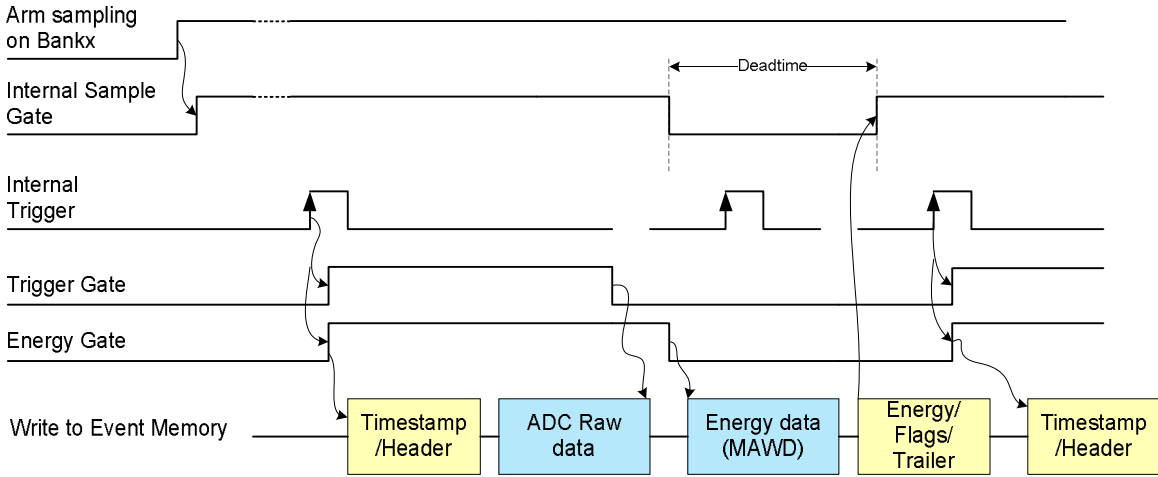 Arm sampling
on Bankx
Deadtime
Internal Sample
Gate
Internal
Trigger
Trigger Gate
Energy Gate
Write to Event Memory
Timestamp
/Header
ADC Raw
data
Energy data
(MAWD)
Energy/
Flags/
Trailer
Timestamp
/Header